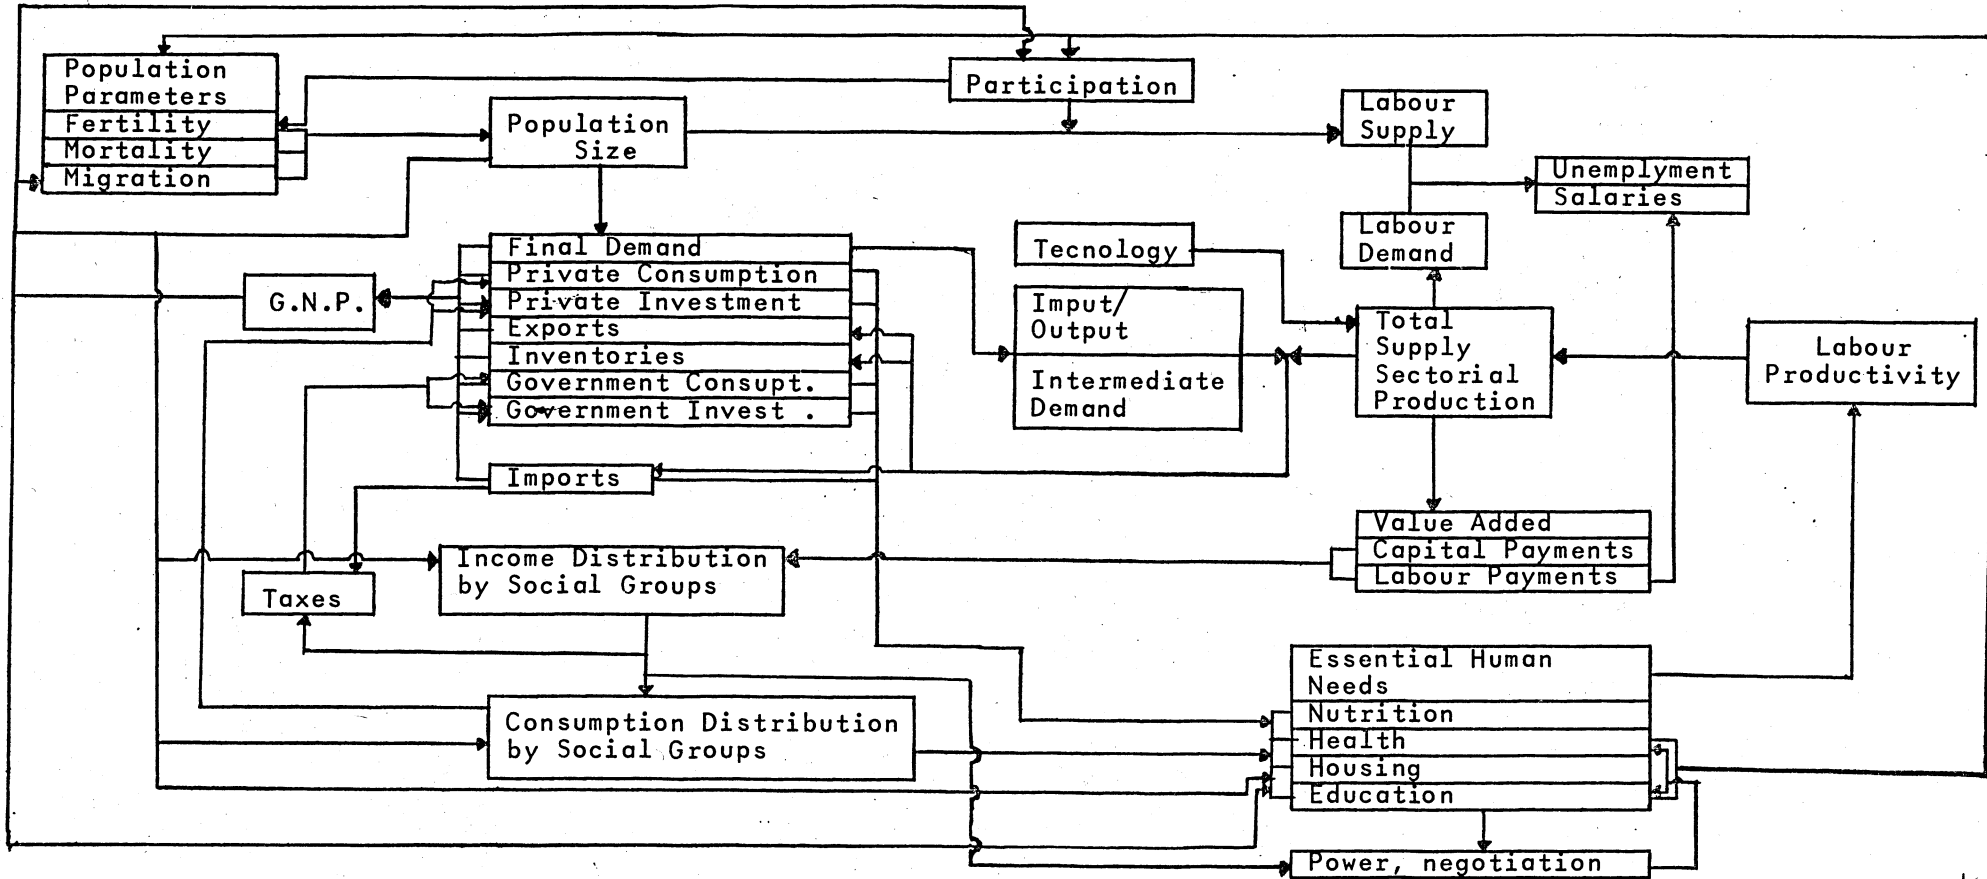 Population
Parameters
Fertility
Mortality
Migration
Population
Size
Participation
Labour
Supply
Unemplyment
Salaries
Labour
Demand
Final Demand
Private Consumption
Private Investment
Exports
Inventories
Government Consupt.
Government Invest .
G.N.P.
Tecnology
Imput/
Output
Intermediate
Demand
Total
Supply
Sectorial
Production
Labour
Productivity
Imports
Value Added
Capital Payments
Labour Payments
Income Distribution
by Social Groups
Taxes
Consumption Distribution
by Social Groups
Essential Human
Needs
Nutrition
Health
Housing
Education
Power, negotiation